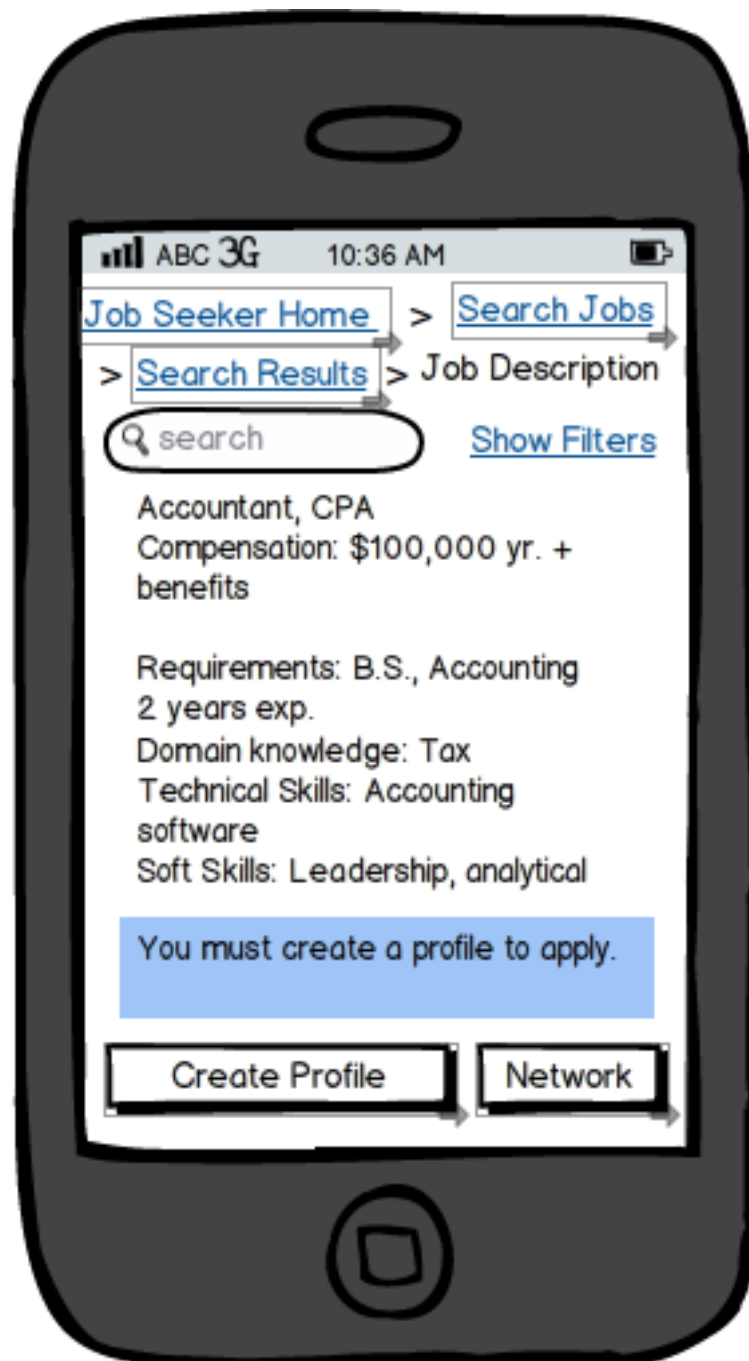 ABC 3G 10:36 AM
Job Seeker Home > Search Jobs
> Search Results > Job Description
search Show Filters
Accountant, CPA
Compensation: $100,000 yr. +
benefits
Requirements: B.S., Accounting
2 years exp.
Domain knowledge: Tax
Technical Skills: Accounting
software
Soft Skills: Leadership, analytical
You must create a profile to apply.
Create Profile Network